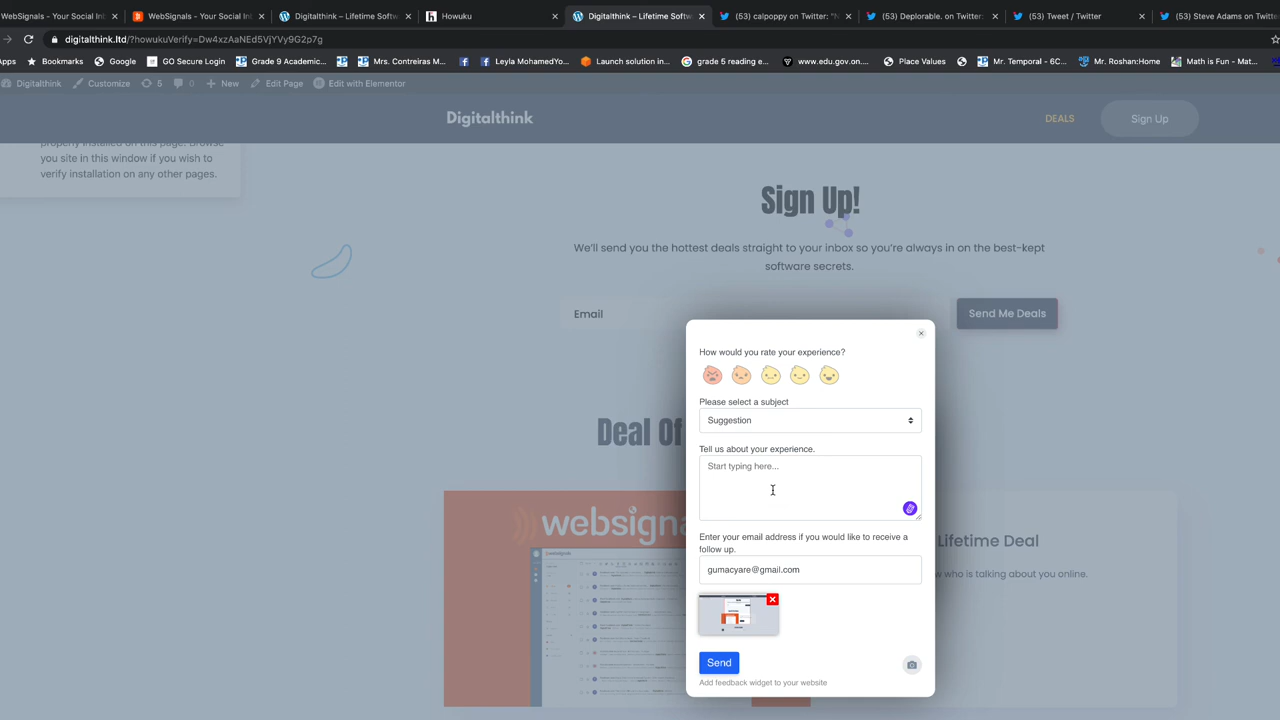 WebSignals - Your Social Int
WebSignals - Your Social Int
Digitalthink – Lifetime Softw
Howuku
Digitalthink – Lifetime Softw
(53) calpoppy on Twitter: "N
(53) Deplorable. on Twitter:
(53) Tweet / Twitter
(53) Steve Adams on Twitt
digitalthink.ltd/?howukuVerify=Dw4xzAaNEd5VjYVy9G2p7g
Apps
Bookmarks
Google
GO Secure Login
Grade 9 Academic...
Mrs. Contreiras M...
Facebook
Leyla MohamedYo...
Launch solution in...
grade 5 reading e...
www.edu.gov.on....
Place Values
Mr. Temporal - 6C...
Mr. Roshan:Home
Math is Fun - Mat...
Digitalthink
Customize
5
0
New
Edit Page
Edit with Elementor
Digitalthink
DEALS
Sign Up
properly installed on this page. Browse
you site in this window if you wish to
verify installation on any other pages.
Sign Up!
We'll send you the hottest deals straight to your inbox so you're always in on the best-kept
software secrets.
Email
Send Me Deals
How would you rate your experience?
Please select a subject
Suggestion
Tell us about your experience.
Start typing here...
Enter your email address if you would like to receive a
follow up.
gumacyare@gmail.com
Send
Add feedback widget to your website
Deal Of
websigna
Lifetime Deal
who is talking about you online.